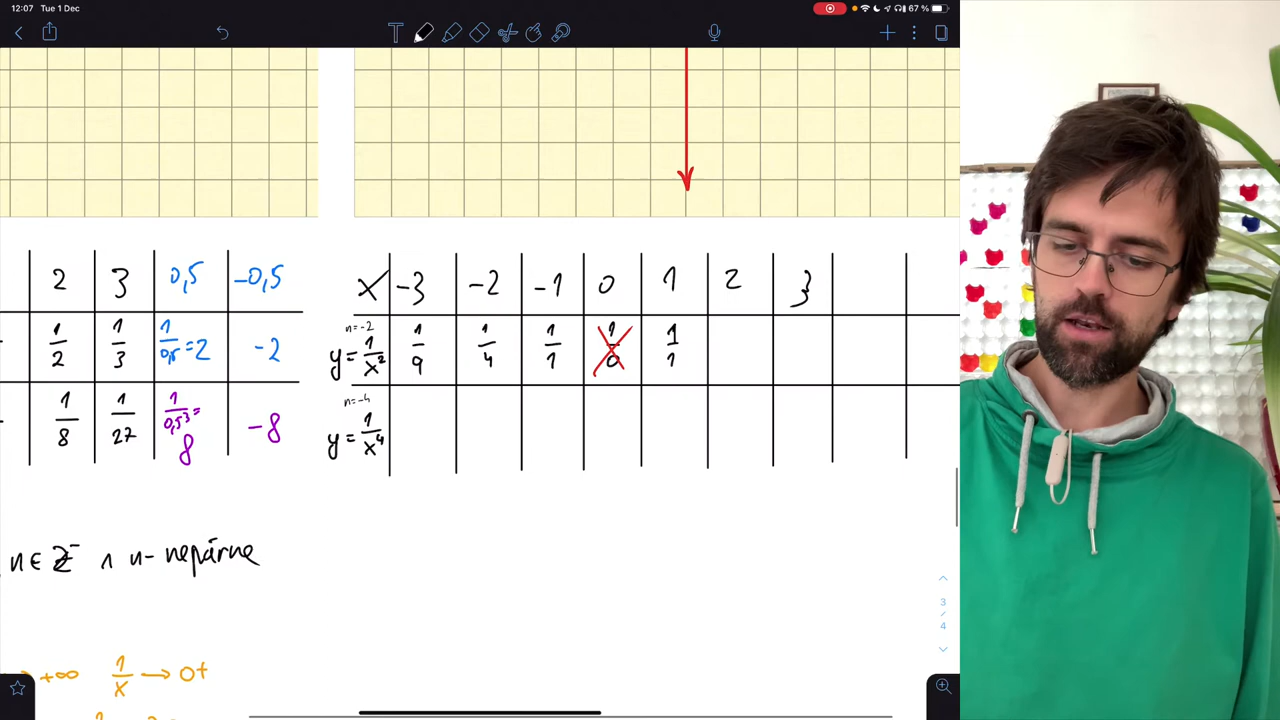 12:07 Tue 1 Dec
67 %
2 3 0,5 -0,5
1/2 1/3 1/0,5=2 -2
1/8 1/27 1/0,5³= 8 -8
x -3 -2 -1 0 1 2 3
n=-2
y=1/x² 1/9 1/4 1/1 1/0 1/1
n=-4
y=1/x⁴
n∈Z⁻ ∧ n- nepárne
+∞ 1/x → 0+
3
/
4